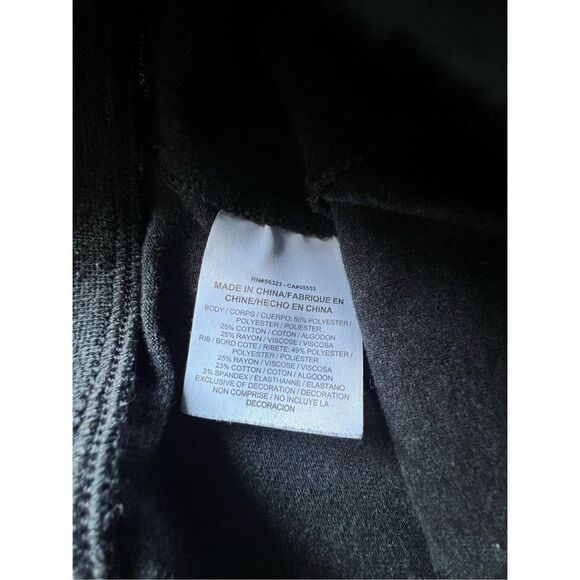 RN#56323 - CA#05553
MADE IN CHINA/FABRIQUE EN
CHINE/HECHO EN CHINA
BODY / CORPS / CUERPO: 50% POLYESTER /
POLYESTER / POLIESTER
25% COTTON / COTON / ALGODON
25% RAYON / VISCOSE / VISCOSA
RIB / BORD COTE / RIBETE: 49% POLYESTER /
POLYESTER / POLIESTER
25% RAYON / VISCOSE / VISCOSA
23% COTTON / COTON / ALGODON
3% SPANDEX / ELASTHANNE / ELASTANO
EXCLUSIVE OF DECORATION / DECORATION
NON COMPRISE / NO INCLUYE LA
DECORACION